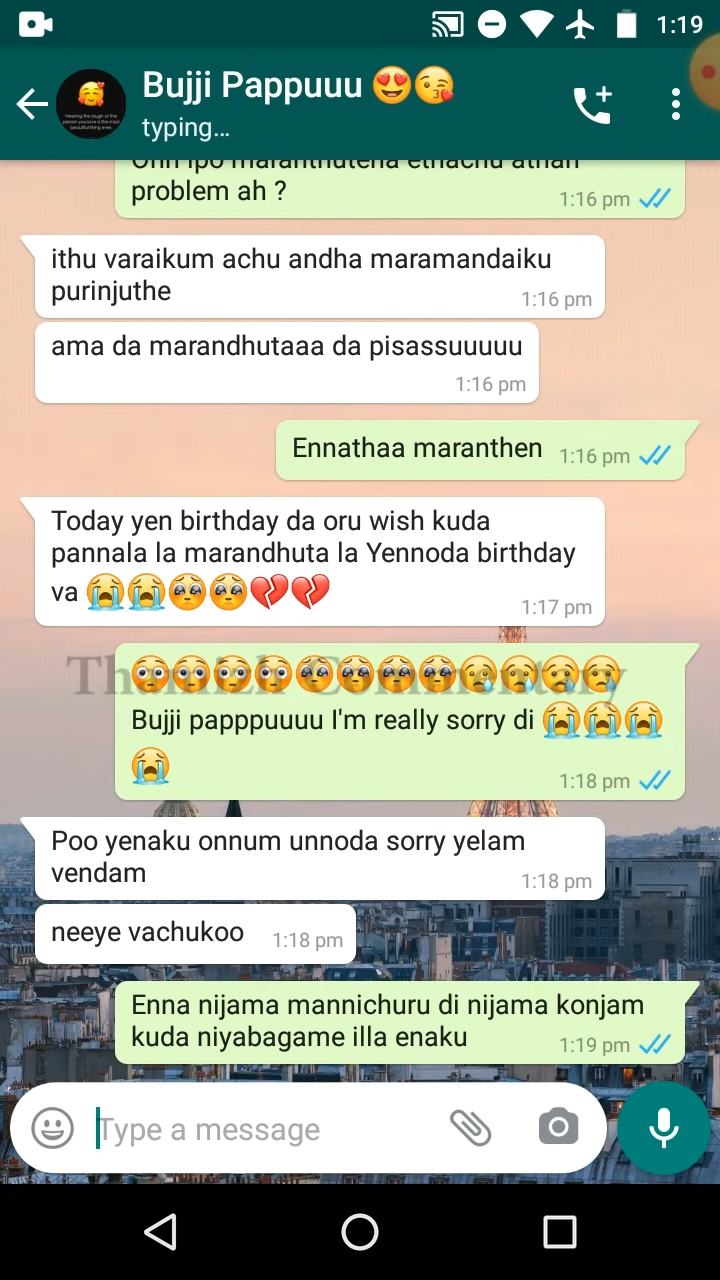 1:19
Bujji Pappuuu 😍😘
typing...
problem ah ?
1:16 pm
ithu varaikum achu andha maramandaiku
purinjuthe
1:16 pm
ama da marandhutaaa da pisassuuuuu
1:16 pm
Ennathaa maranthen 1:16 pm
Today yen birthday da oru wish kuda
pannala la marandhuta la Yennoda birthday
va 😭😭🥺🥺💔💔
1:17 pm
😳😳😳😳🥺🥺🥺🥺😢😢😢😢
Bujji papppuuuu I'm really sorry di 😭😭😭
😭
1:18 pm
Poo yenaku onnum unnoda sorry yelam
vendam
1:18 pm
neeye vachukoo 1:18 pm
Enna nijama mannichuru di nijama konjam
kuda niyabagame illa enaku
1:19 pm
Type a message